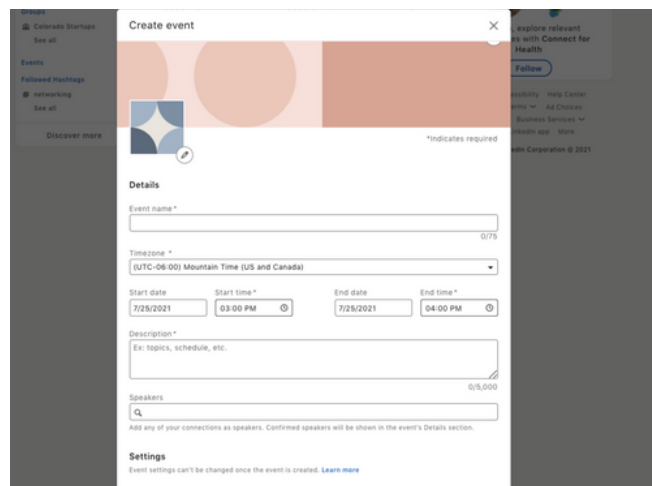 Groups
Colorado Startups
See all
Events
Followed Hashtags
# networking
See all
Discover more
Create event
*Indicates required
Details
Event name*
0/75
Timezone *
(UTC-06:00) Mountain Time (US and Canada)
Start date
Start time*
End date
End time*
7/25/2021
03:00 PM
7/25/2021
04:00 PM
Description*
Ex: topics, schedule, etc.
0/5,000
Speakers
Add any of your connections as speakers. Confirmed speakers will be shown in the event's Details section.
Settings
Event settings can't be changed once the event is created. Learn more
, explore relevant
with Connect for
Health
Follow
Help Center
Ad Choices
Business Services
app More
Corporation © 2021